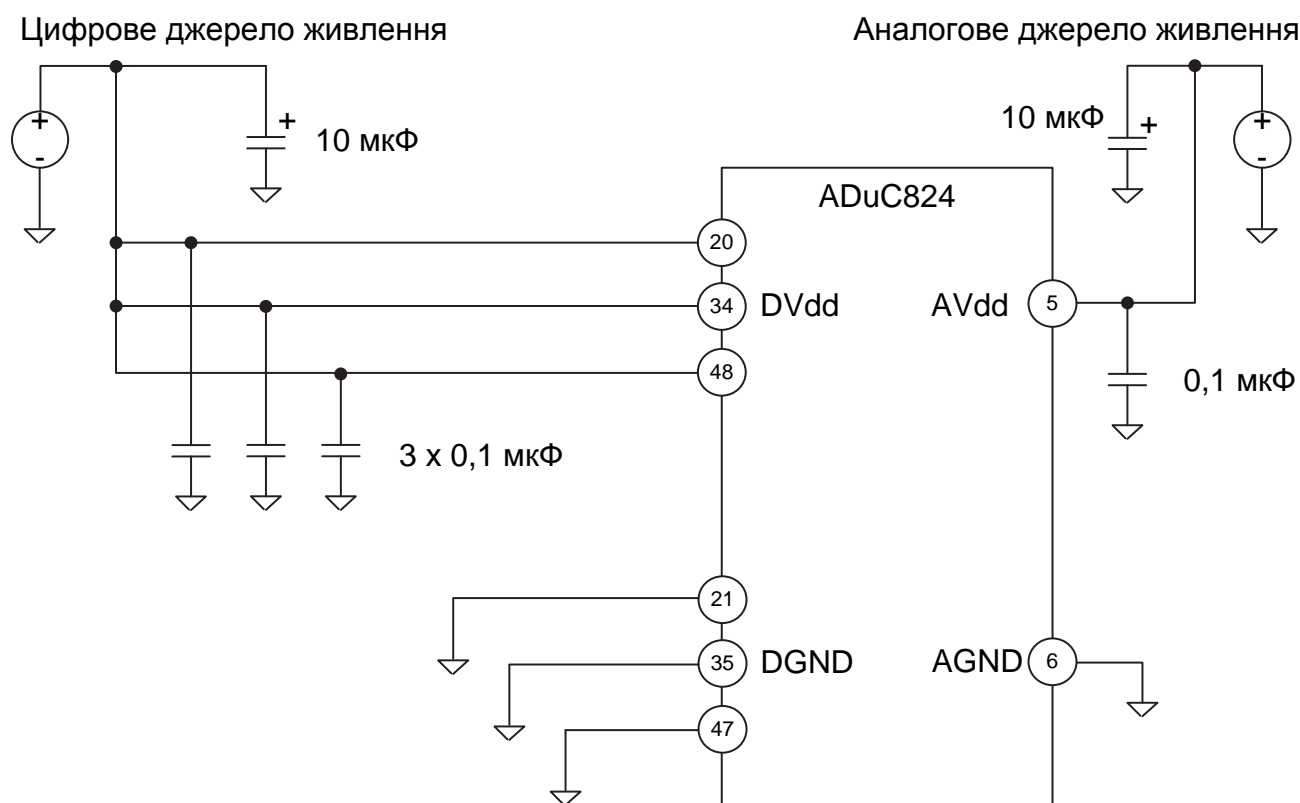 Цифрове джерело живлення
Аналогове джерело живлення
+
-
+
10 мкФ
10 мкФ
+
+
-
ADuC824
20
34
DVdd
AVdd
5
48
0,1 мкФ
3 x 0,1 мкФ
21
35
DGND
AGND
6
47